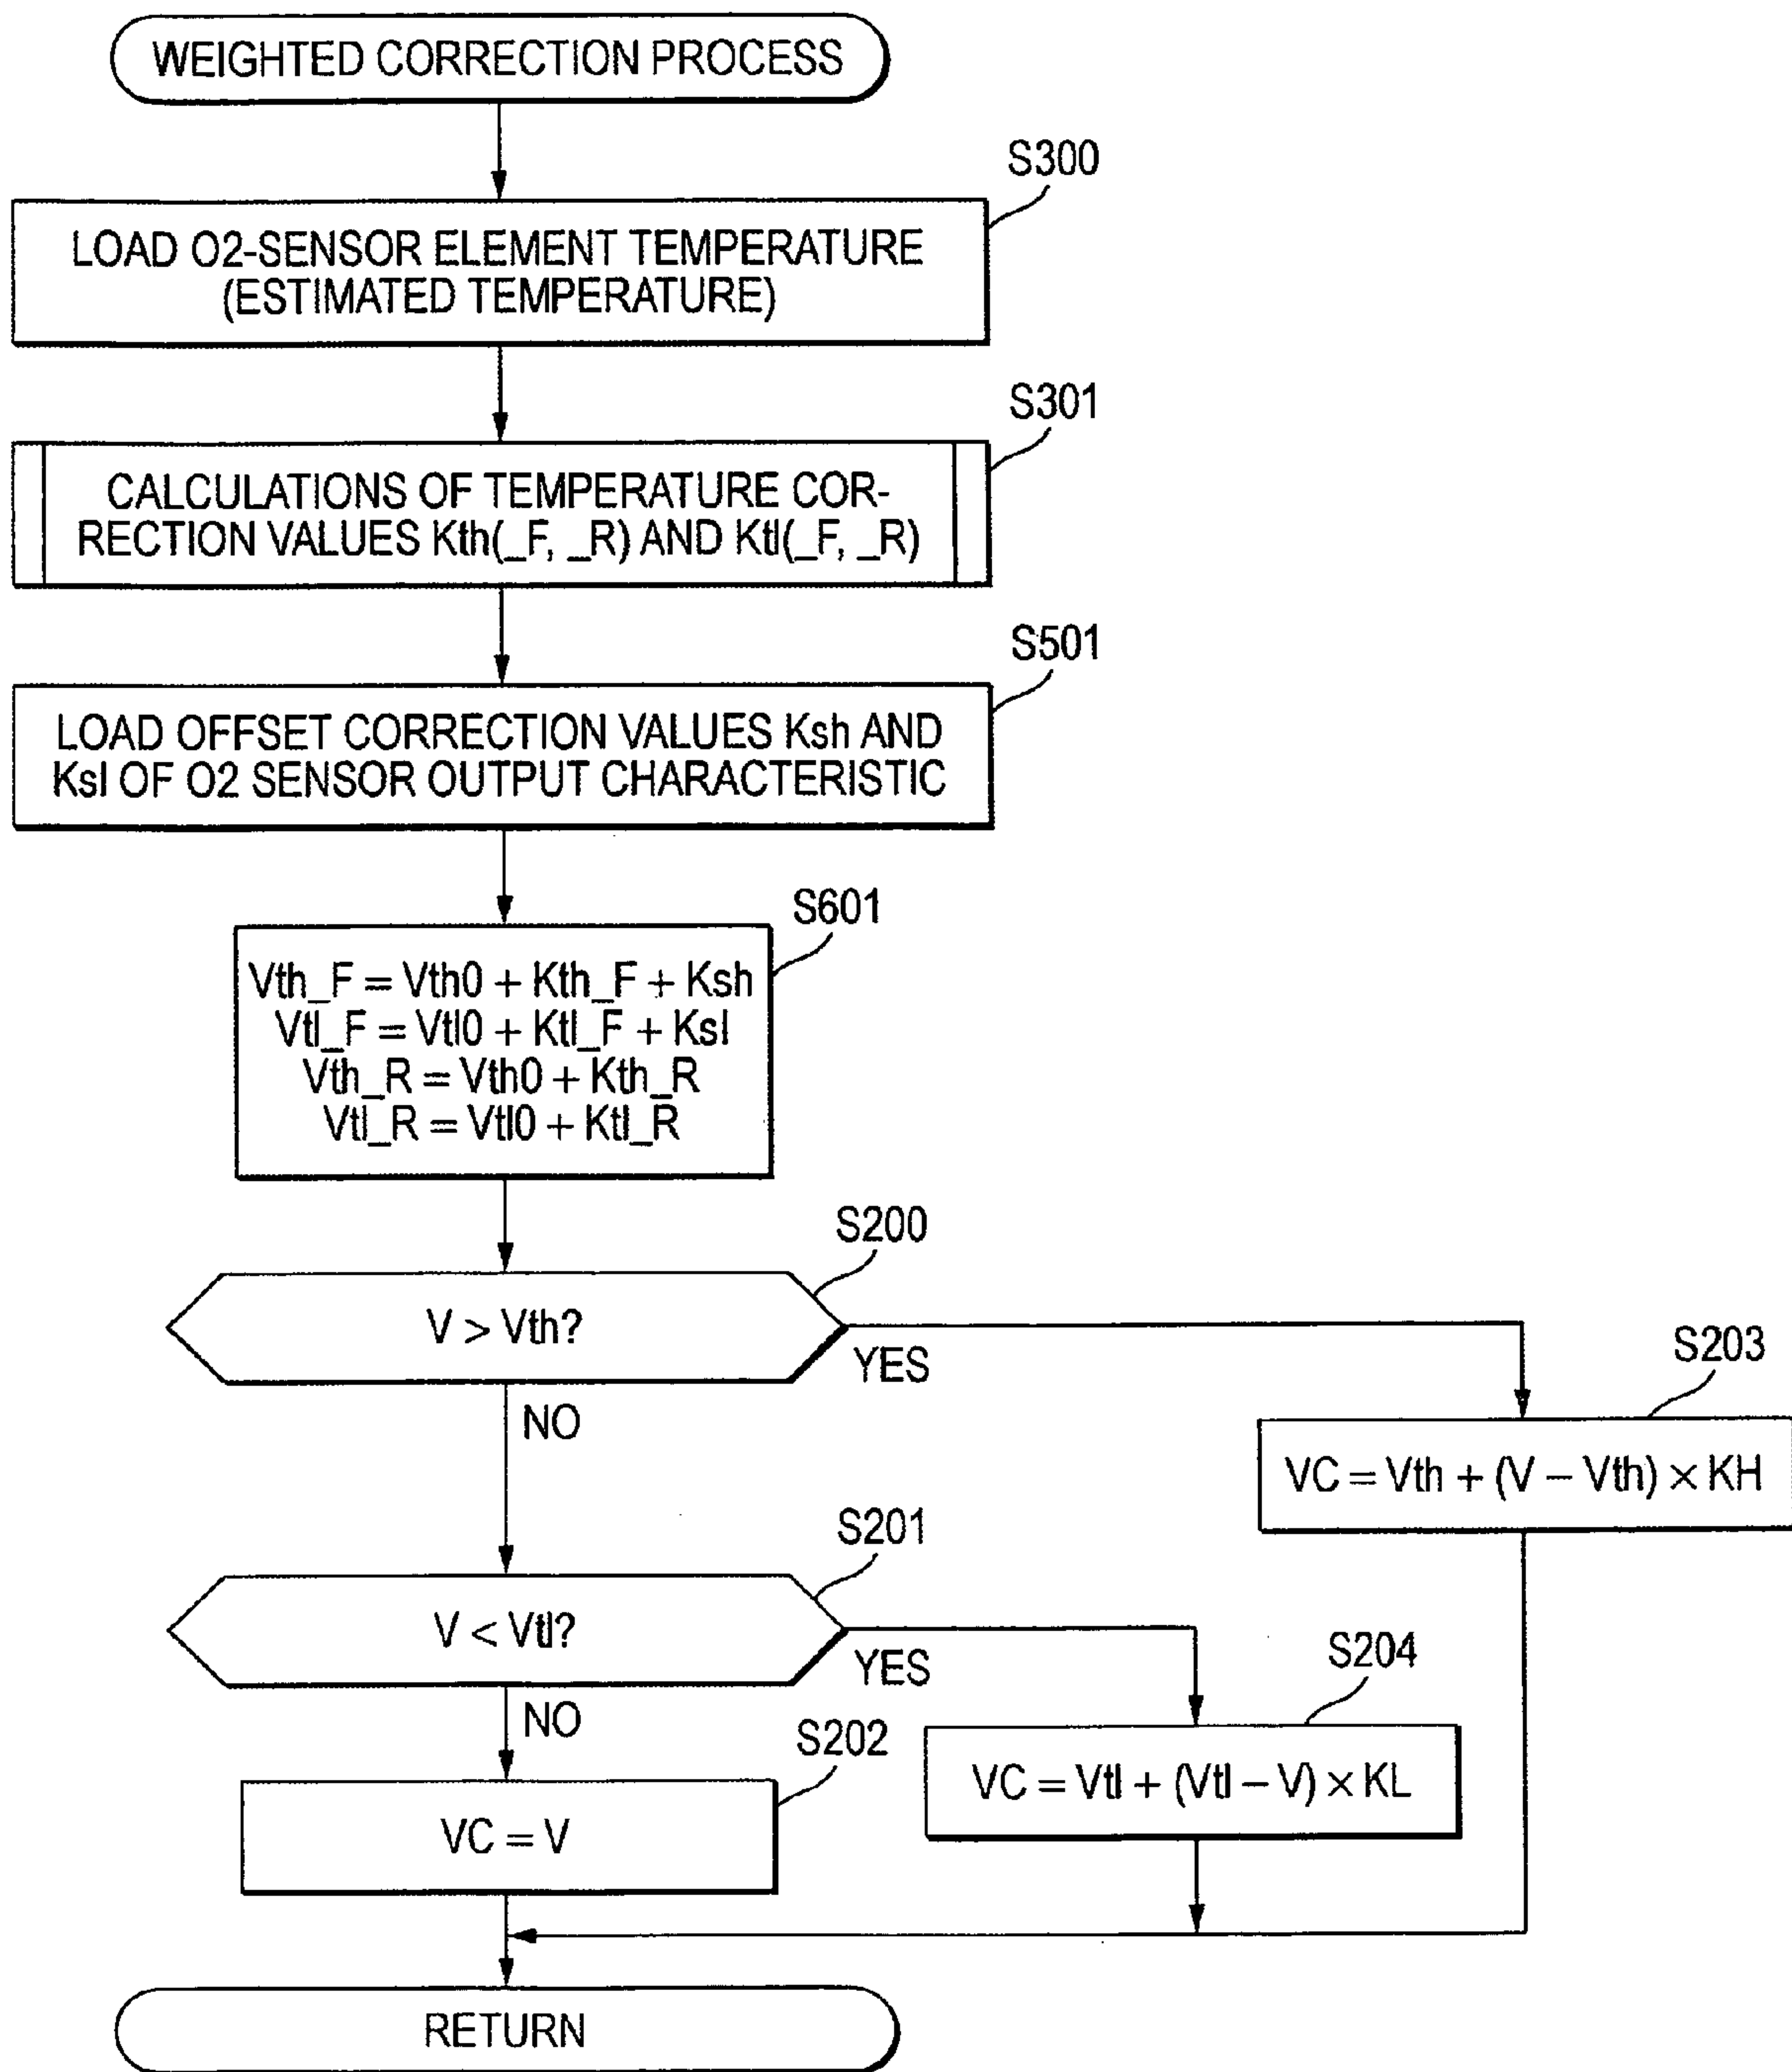 WEIGHTED CORRECTION PROCESS
S300
LOAD O2-SENSOR ELEMENT TEMPERATURE
(ESTIMATED TEMPERATURE)
S301
CALCULATIONS OF TEMPERATURE COR-
RECTION VALUES Kth(_F, _R) AND Ktl(_F, _R)
S501
LOAD OFFSET CORRECTION VALUES Ksh AND
Ksl OF O2 SENSOR OUTPUT CHARACTERISTIC
S601
Vth_F = Vth0 + Kth_F + Ksh
Vtl_F = Vtl0 + Ktl_F + Ksl
Vth_R = Vth0 + Kth_R
Vtl_R = Vtl0 + Ktl_R
S200
V > Vth?
YES
NO
S203
VC = Vth + (V − Vth) × KH
S201
V < Vtl?
YES
NO
S204
VC = Vtl + (Vtl − V) × KL
S202
VC = V
RETURN